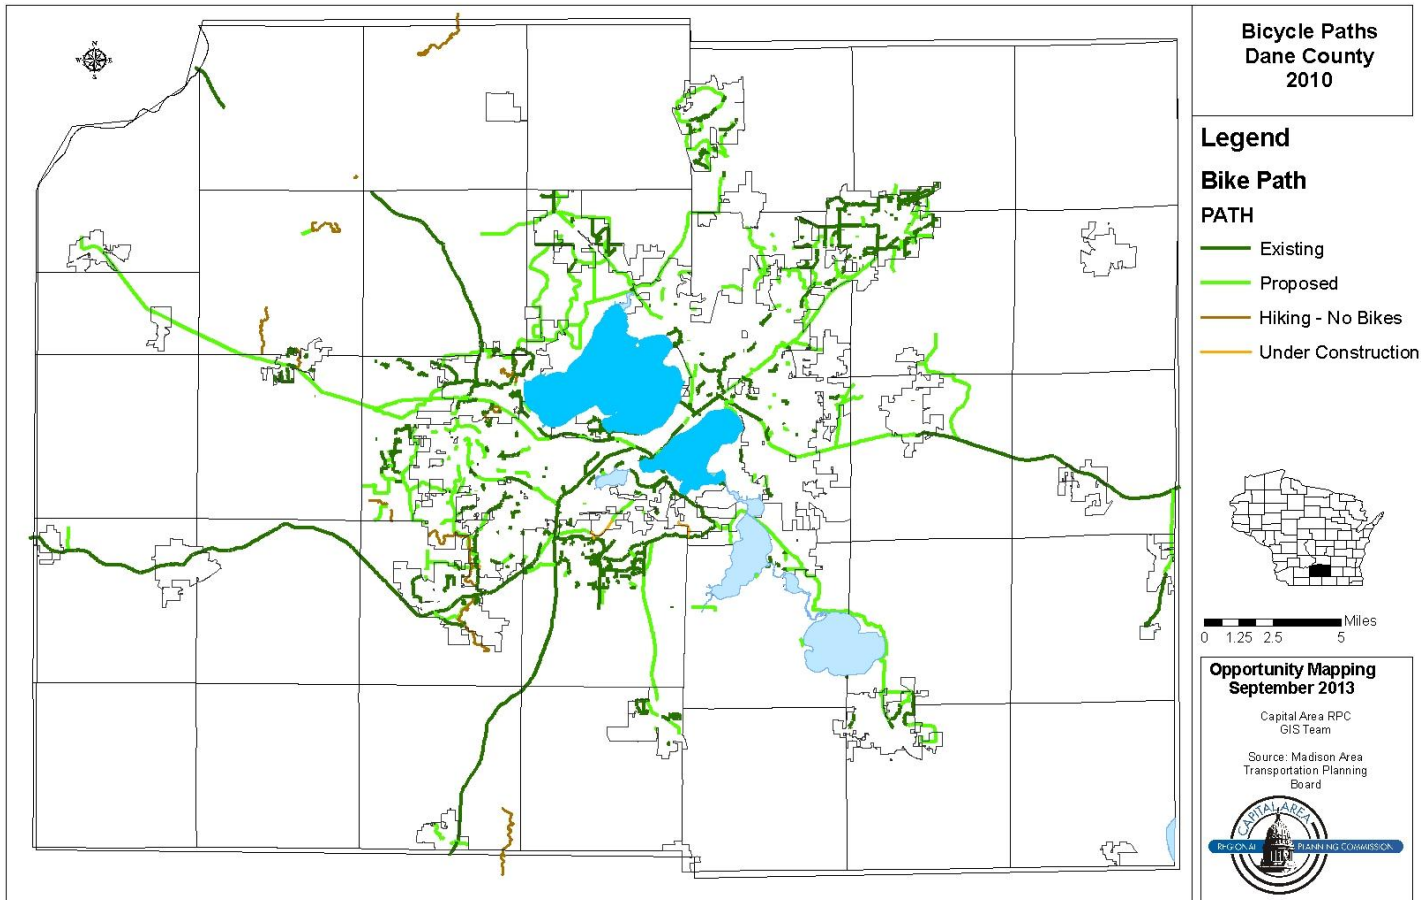 N
W E
S
Bicycle Paths
Dane County
2010
Legend
Bike Path
PATH
Existing
Proposed
Hiking - No Bikes
Under Construction
Miles
0 1.25 2.5 5
Opportunity Mapping
September 2013
Capital Area RPC
GIS Team
Source: Madison Area
Transportation Planning
Board
CAPITAL AREA
REGIONAL PLANNING COMMISSION